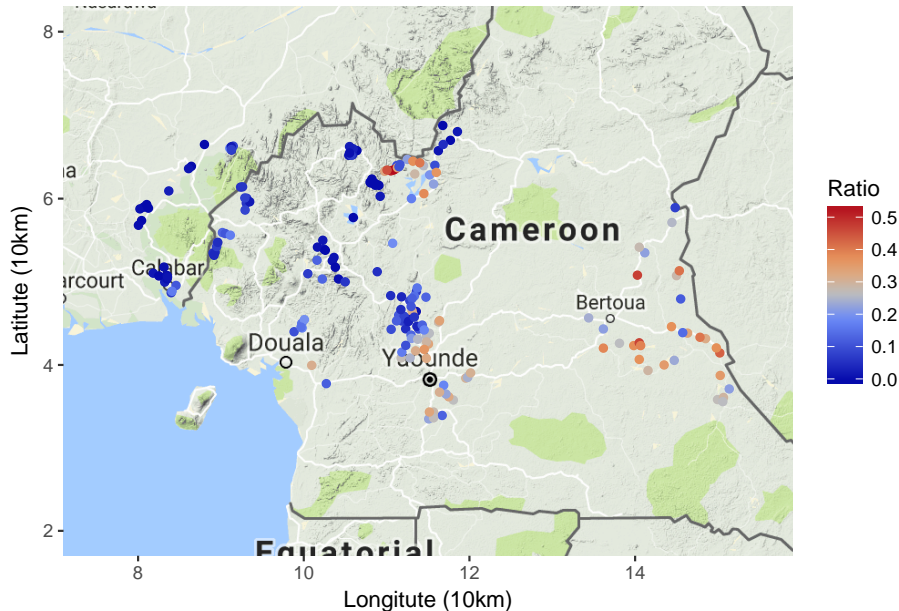 8
6
4
2
Latitute (10km)
Cameroon
Calabar
arcourt
Bertoua
Douala
Yaounde
Equatorial
8
10
12
14
Longitute (10km)
Ratio
0.5
0.4
0.3
0.2
0.1
0.0